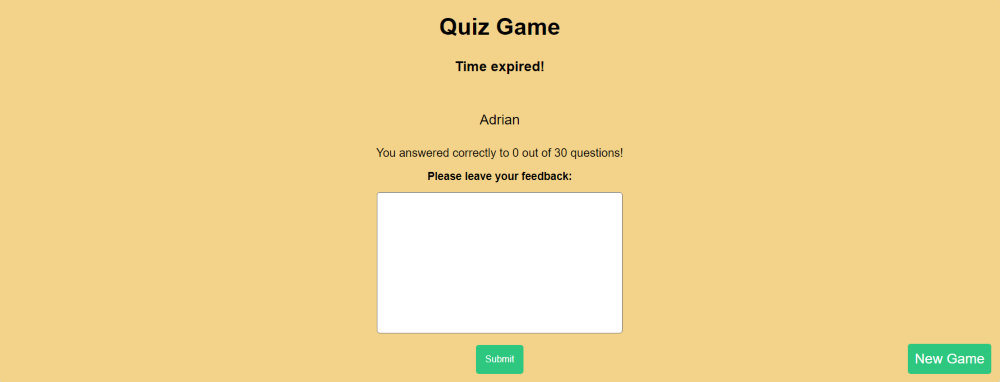 Quiz Game
Time expired!
Adrian
You answered correctly to 0 out of 30 questions!
Please leave your feedback:
Submit
New Game